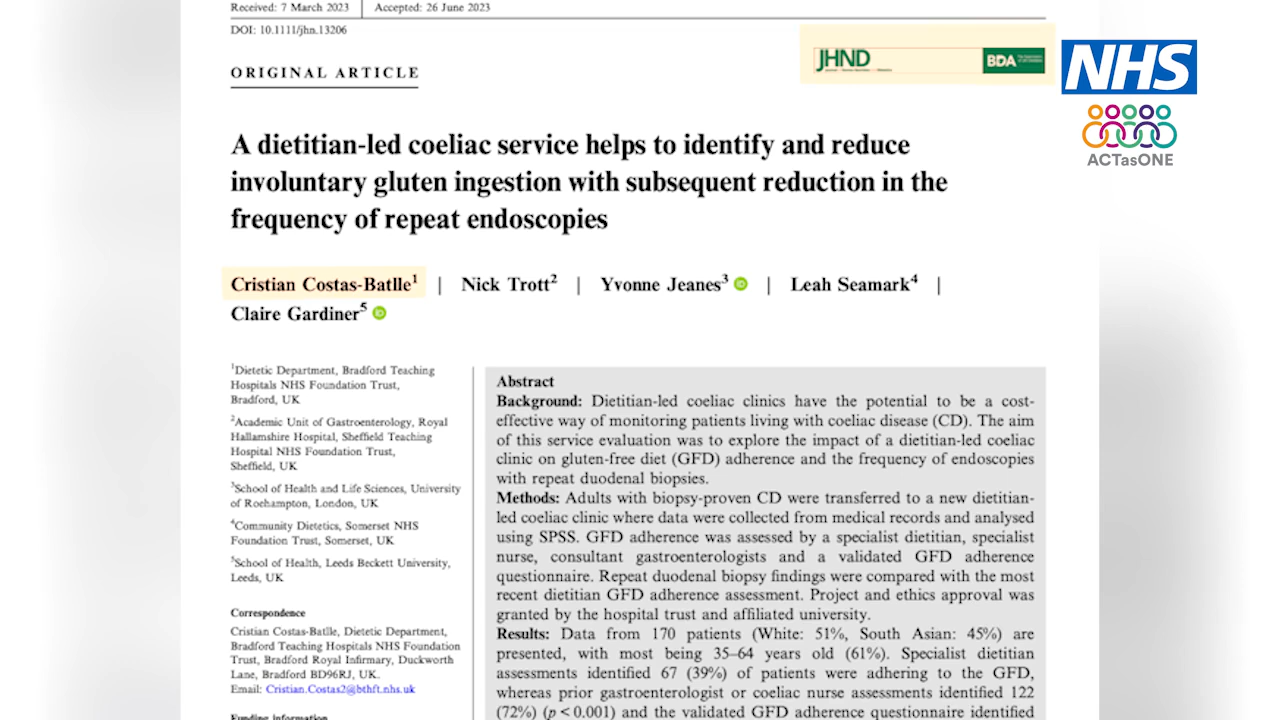 Received: 7 March 2023 | Accepted: 26 June 2023
DOI: 10.1111/jhn.13206
JHND
BDA
NHS
ACTasONE
ORIGINAL ARTICLE
A dietitian-led coeliac service helps to identify and reduce
involuntary gluten ingestion with subsequent reduction in the
frequency of repeat endoscopies
Cristian Costas-Batlle1 | Nick Trott2 | Yvonne Jeanes3 | Leah Seamark4 |
Claire Gardiner5
1Dietetic Department, Bradford Teaching
Hospitals NHS Foundation Trust,
Bradford, UK
2Academic Unit of Gastroenterology, Royal
Hallamshire Hospital, Sheffield Teaching
Hospital NHS Foundation Trust,
Sheffield, UK
3School of Health and Life Sciences, University
of Roehampton, London, UK
4Community Dietetics, Somerset NHS
Foundation Trust, Somerset, UK
5School of Health, Leeds Beckett University,
Leeds, UK
Correspondence
Cristian Costas-Batlle, Dietetic Department,
Bradford Teaching Hospitals NHS Foundation
Trust, Bradford Royal Infirmary, Duckworth
Lane, Bradford BD96RJ, UK.
Email: Cristian.Costas2@bthft.nhs.uk
Funding information
Abstract
Background: Dietitian-led coeliac clinics have the potential to be a cost-
effective way of monitoring patients living with coeliac disease (CD). The aim
of this service evaluation was to explore the impact of a dietitian-led coeliac
clinic on gluten-free diet (GFD) adherence and the frequency of endoscopies
with repeat duodenal biopsies.
Methods: Adults with biopsy-proven CD were transferred to a new dietitian-
led coeliac clinic where data were collected from medical records and analysed
using SPSS. GFD adherence was assessed by a specialist dietitian, specialist
nurse, consultant gastroenterologists and a validated GFD adherence
questionnaire. Repeat duodenal biopsy findings were compared with the most
recent dietitian GFD adherence assessment. Project and ethics approval was
granted by the hospital trust and affiliated university.
Results: Data from 170 patients (White: 51%, South Asian: 45%) are
presented, with most being 35–64 years old (61%). Specialist dietitian
assessments identified 67 (39%) of patients were adhering to the GFD,
whereas prior gastroenterologist or coeliac nurse assessments identified 122
(72%) (p < 0.001) and the validated GFD adherence questionnaire identified